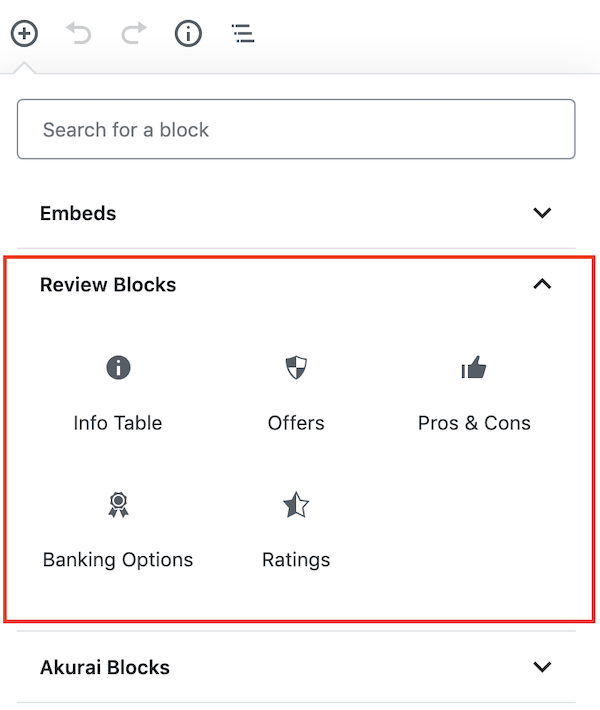 Search for a block
Embeds
Review Blocks
Info Table
Offers
Pros & Cons
Banking Options
Ratings
Akurai Blocks